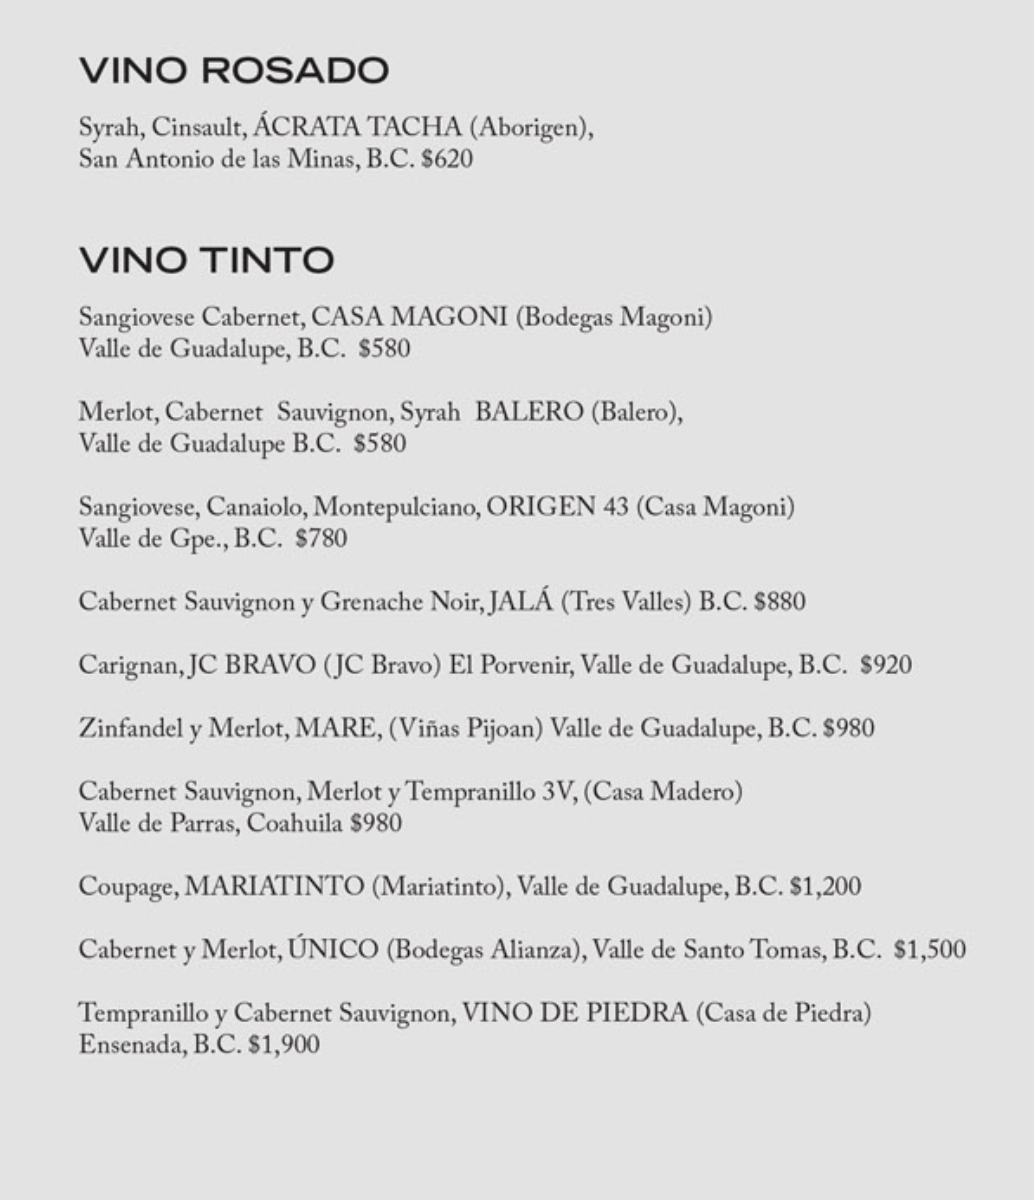 VINO ROSADO
Syrah, Cinsault, ÁCRATA TACHA (Aborigen),
San Antonio de las Minas, B.C. $620
VINO TINTO
Sangiovese Cabernet, CASA MAGONI (Bodegas Magoni)
Valle de Guadalupe, B.C. $580
Merlot, Cabernet Sauvignon, Syrah BALERO (Balero),
Valle de Guadalupe B.C. $580
Sangiovese, Canaiolo, Montepulciano, ORIGEN 43 (Casa Magoni)
Valle de Gpe., B.C. $780
Cabernet Sauvignon y Grenache Noir, JALÁ (Tres Valles) B.C. $880
Carignan, JC BRAVO (JC Bravo) El Porvenir, Valle de Guadalupe, B.C. $920
Zinfandel y Merlot, MARE, (Viñas Pijoan) Valle de Guadalupe, B.C. $980
Cabernet Sauvignon, Merlot y Tempranillo 3V, (Casa Madero)
Valle de Parras, Coahuila $980
Coupage, MARIATINTO (Mariatinto), Valle de Guadalupe, B.C. $1,200
Cabernet y Merlot, ÚNICO (Bodegas Alianza), Valle de Santo Tomas, B.C. $1,500
Tempranillo y Cabernet Sauvignon, VINO DE PIEDRA (Casa de Piedra)
Ensenada, B.C. $1,900